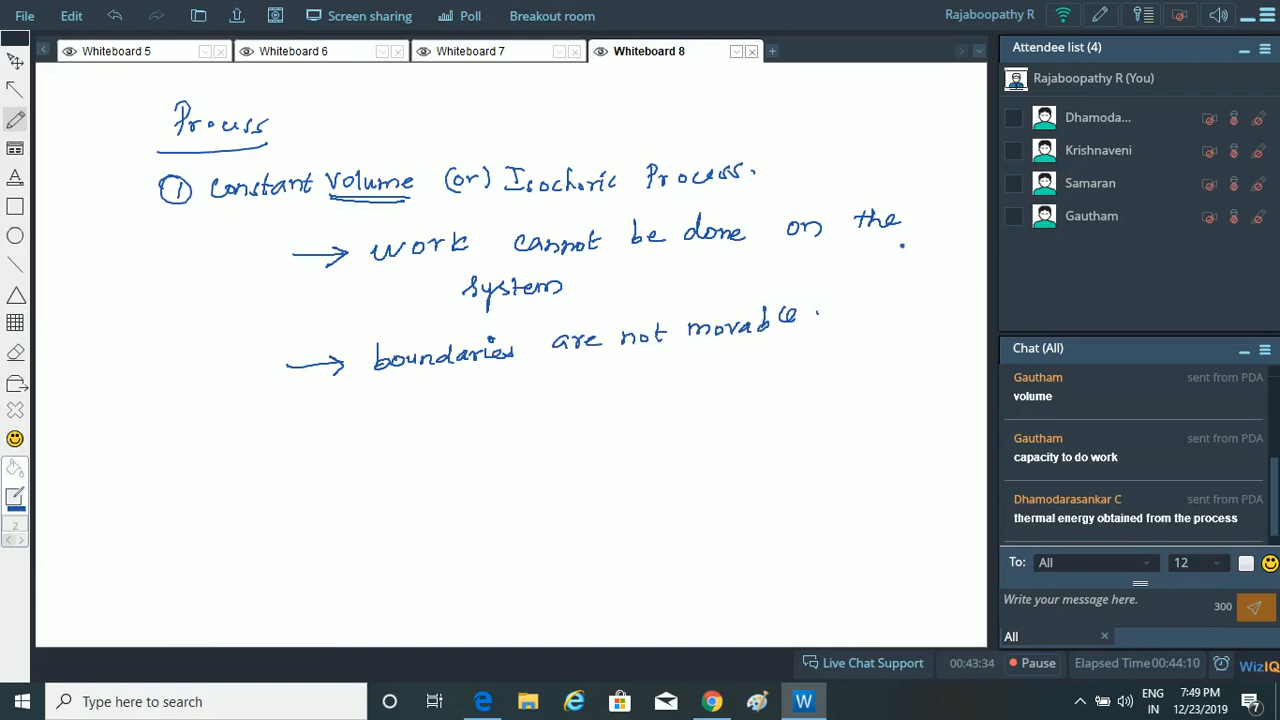 File Edit Screen sharing Poll Breakout room Rajaboopathy R
Whiteboard 5 Whiteboard 6 Whiteboard 7 Whiteboard 8
Process
① Constant volume (or) Isochoric Process.
→ work cannot be done on the
system
→ boundaries are not movable.
Attendee list (4)
Rajaboopathy R (You)
Dhamoda...
Krishnaveni
Samaran
Gautham
Chat (All)
Gautham sent from PDA
volume
Gautham sent from PDA
capacity to do work
Dhamodarasankar C sent from PDA
thermal energy obtained from the process
To: All 12
Write your message here. 300
All
2
Live Chat Support 00:43:34 Pause Elapsed Time 00:44:10 WizIQ
Type here to search
ENG 7:49 PM
IN 12/23/2019 7